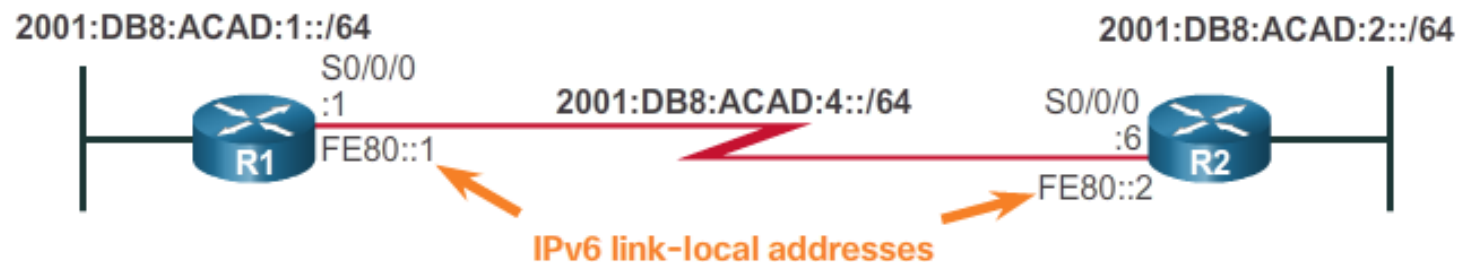 2001:DB8:ACAD:1::/64
2001:DB8:ACAD:2::/64
S0/0/0
:1
2001:DB8:ACAD:4::/64
S0/0/0
:6
R1
FE80::1
R2
FE80::2
IPv6 link-local addresses